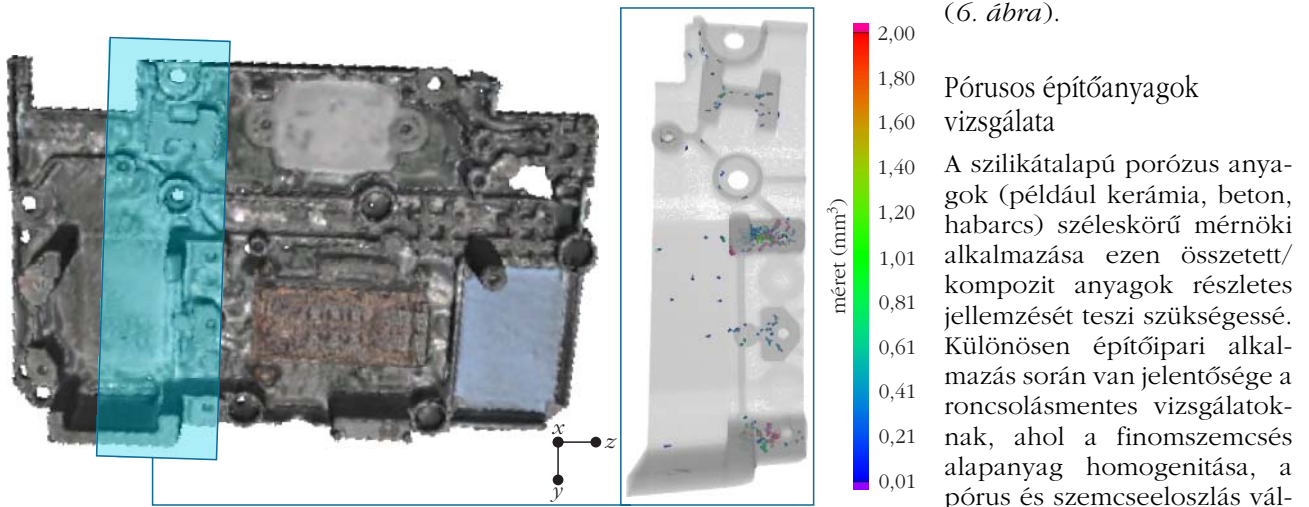 x
z
y
méret (mm³)
2,00
1,80
1,60
1,40
1,20
1,01
0,81
0,61
0,41
0,21
0,01
(6. ábra).
Pórusos építőanyagok
vizsgálata
A szilikátalapú porózus anya-
gok (például kerámia, beton,
habarcs) széleskörű mérnöki
alkalmazása ezen összetett/
kompozit anyagok részletes
jellemzését teszi szükségessé.
Különösen építőipari alkal-
mazás során van jelentősége a
roncsolásmentes vizsgálatok-
nak, ahol a finomszemcsés
alapanyag homogenitása, a
pórus és szemcseeloszlás vál-